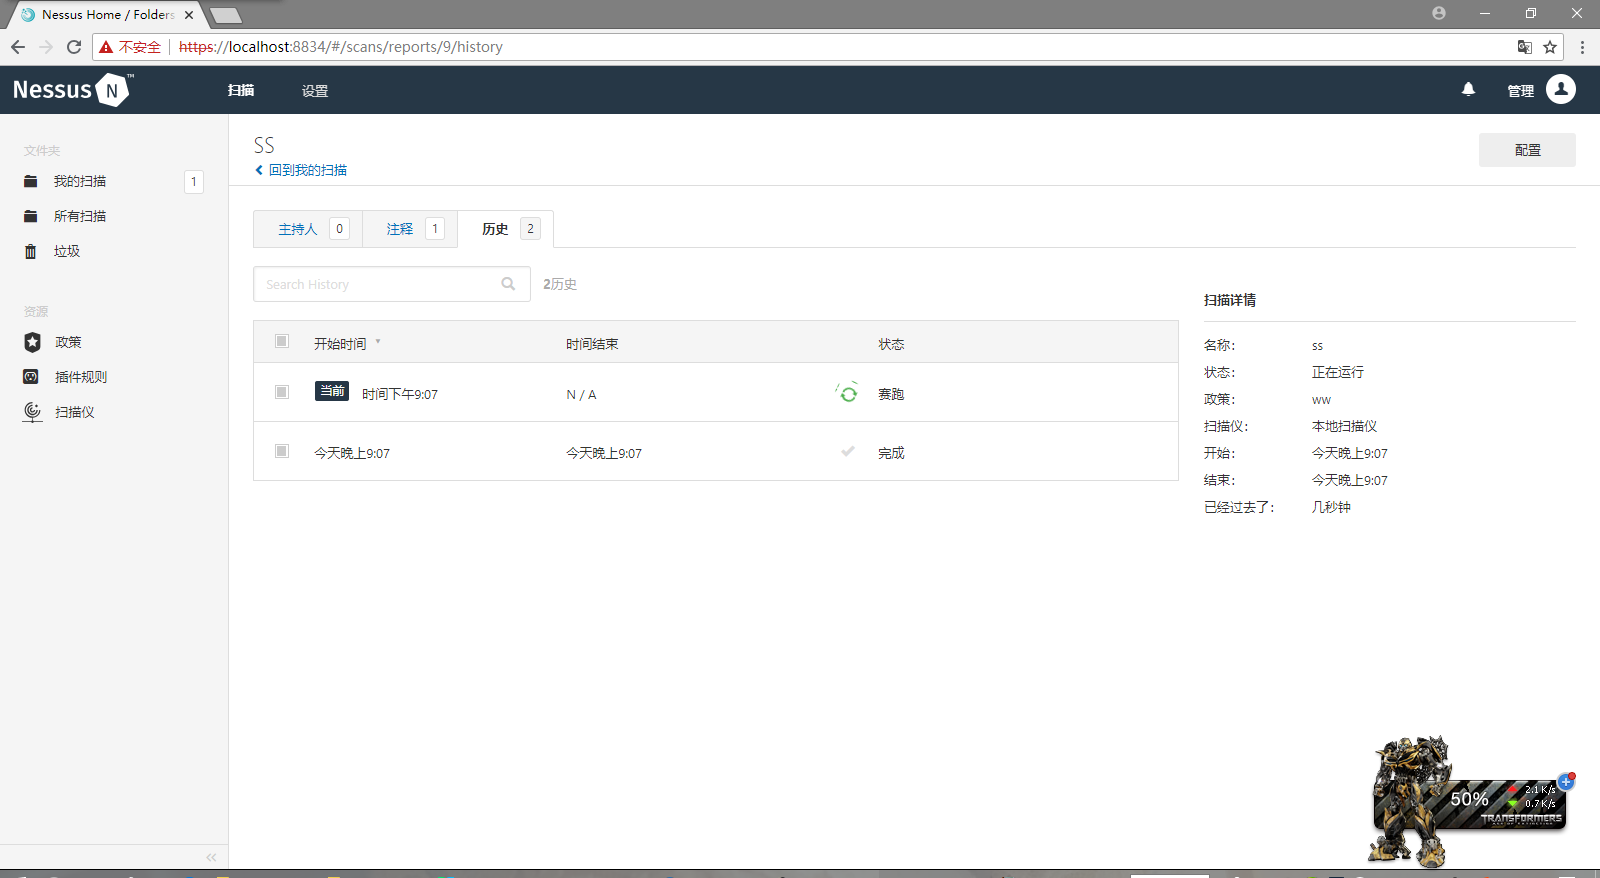 Nessus Home / Folders
不安全 https://localhost:8834/#/scans/reports/9/history
Nessus N ™ 扫描 设置 管理
文件夹
我的扫描 1
所有扫描
垃圾
资源
政策
插件规则
扫描仪
SS
回到我的扫描
配置
主持人 0 注释 1 历史 2
Search History 2历史
开始时间 时间结束 状态
当前 时间下午9:07 N / A 赛跑
今天晚上9:07 今天晚上9:07 完成
扫描详情
名称: ss
状态: 正在运行
政策: ww
扫描仪: 本地扫描仪
开始: 今天晚上9:07
结束: 今天晚上9:07
已经过去了: 几秒钟
50% 2.1 K/s
0.7 K/s
TRANSFORMERS